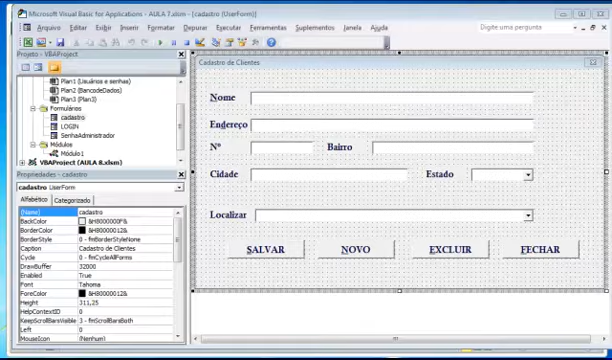 Microsoft Visual Basic for Applications - AULA 7.xlsm - [cadastro (UserForm)]
Arquivo Editar Exibir Inserir Formatar Depurar Executar Ferramentas Suplementos Janela Ajuda Digite uma pergunta
Projeto - VBAProject
Plan1 (Usuários e senhas)
Plan2 (BancodeDados)
Plan3 (Plan3)
Formulários
cadastro
LOGIN
SenhaAdministrador
Módulos
Módulo1
VBAProject (AULA 8.xlsm)
Propriedades - cadastro
cadastro UserForm
Alfabético Categorizado
(Name) cadastro
BackColor &H8000000F&
BorderColor &H80000012&
BorderStyle 0 - fmBorderStyleNone
Caption Cadastro de Clientes
Cycle 0 - fmCycleAllForms
DrawBuffer 32000
Enabled True
Font Tahoma
ForeColor &H80000012&
Height 311,25
HelpContextID 0
KeepScrollBarsVisible 3 - fmScrollBarsBoth
Left 0
MouseIcon (Nenhum)
Cadastro de Clientes
Nome
Endereço
Nº Bairro
Cidade Estado
Localizar
SALVAR NOVO EXCLUIR FECHAR